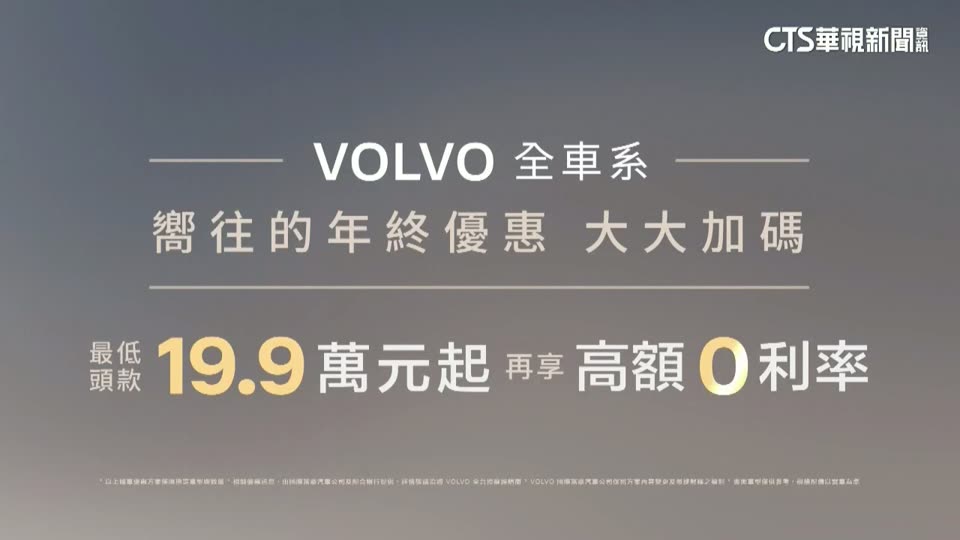 CTS華視新聞資訊
VOLVO 全車系
嚮往的年終優惠 大大加碼
最低頭款 19.9 萬元起 再享 高額 0 利率